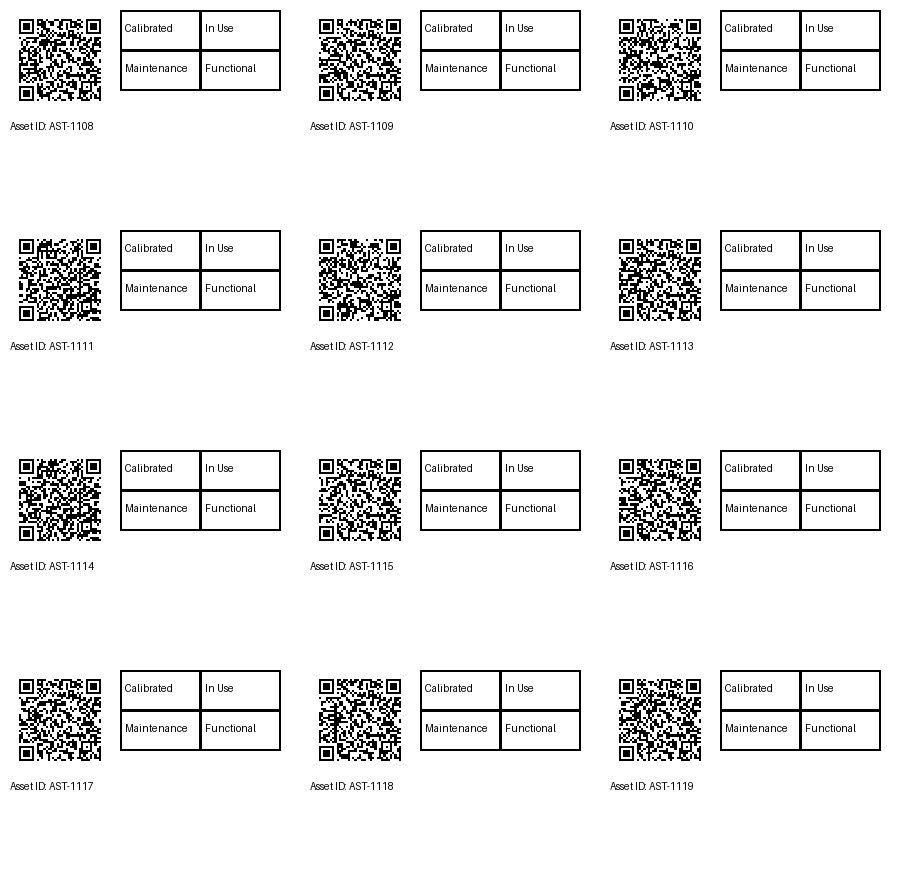 Calibrated In Use Calibrated In Use Calibrated In Use
Maintenance Functional Maintenance Functional Maintenance Functional
Asset ID: AST-1108 Asset ID: AST-1109 Asset ID: AST-1110
Calibrated In Use Calibrated In Use Calibrated In Use
Maintenance Functional Maintenance Functional Maintenance Functional
Asset ID: AST-1111 Asset ID: AST-1112 Asset ID: AST-1113
Calibrated In Use Calibrated In Use Calibrated In Use
Maintenance Functional Maintenance Functional Maintenance Functional
Asset ID: AST-1114 Asset ID: AST-1115 Asset ID: AST-1116
Calibrated In Use Calibrated In Use Calibrated In Use
Maintenance Functional Maintenance Functional Maintenance Functional
Asset ID: AST-1117 Asset ID: AST-1118 Asset ID: AST-1119